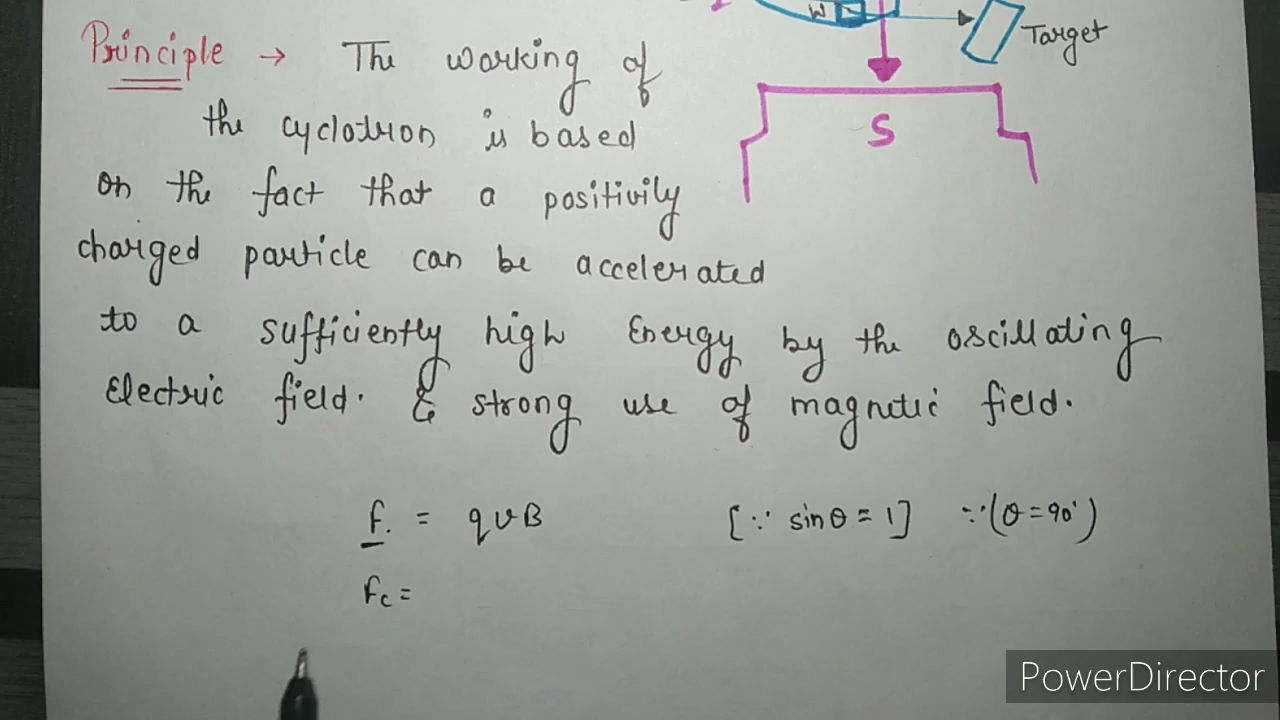 W
Target
S
Principle → The working of
the cyclotron is based
on the fact that a positivily
charged particle can be accelerated
to a sufficiently high Energy by the oscillating
Electric field. & strong use of magnetic field.
F. = qvB [∵ sinθ = 1] ∵(θ = 90°)
Fc =
PowerDirector